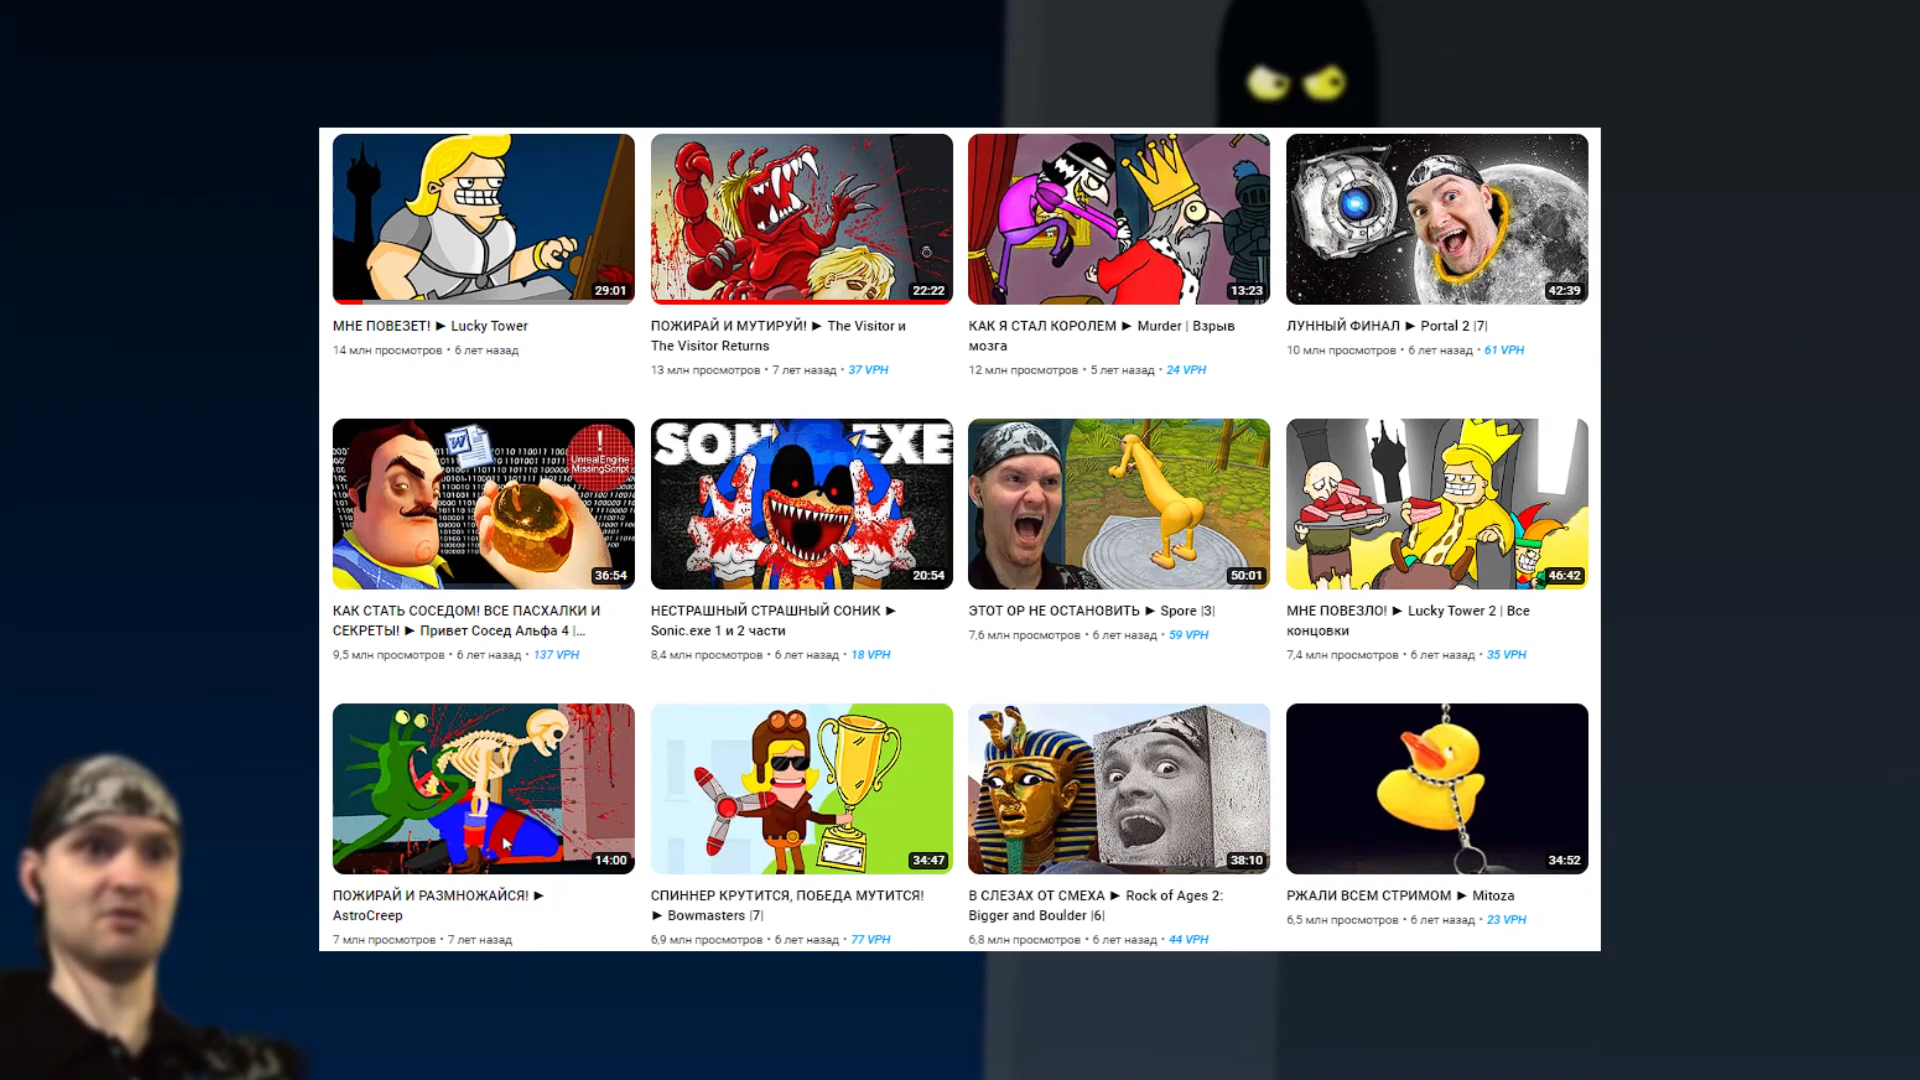 29:01
22:22
13:23
42:39
МНЕ ПОВЕЗЕТ! ► Lucky Tower
14 млн просмотров • 6 лет назад
ПОЖИРАЙ И МУТИРУЙ! ► The Visitor и
The Visitor Returns
13 млн просмотров • 7 лет назад • 37 VPH
КАК Я СТАЛ КОРОЛЕМ ► Murder | Взрыв
мозга
12 млн просмотров • 5 лет назад • 24 VPH
ЛУННЫЙ ФИНАЛ ► Portal 2 |7|
10 млн просмотров • 6 лет назад • 61 VPH
W
!
UnrealEngine
MissingScript
36:54
SON EXE
20:54
50:01
46:42
КАК СТАТЬ СОСЕДОМ! ВСЕ ПАСХАЛКИ И
СЕКРЕТЫ! ► Привет Сосед Альфа 4 |...
9,5 млн просмотров • 6 лет назад • 137 VPH
НЕСТРАШНЫЙ СТРАШНЫЙ СОНИК ►
Sonic.exe 1 и 2 части
8,4 млн просмотров • 6 лет назад • 18 VPH
ЭТОТ ОР НЕ ОСТАНОВИТЬ ► Spore |3|
7,6 млн просмотров • 6 лет назад • 59 VPH
МНЕ ПОВЕЗЛО! ► Lucky Tower 2 | Все
концовки
7,4 млн просмотров • 6 лет назад • 35 VPH
14:00
34:47
38:10
34:52
ПОЖИРАЙ И РАЗМНОЖАЙСЯ! ►
AstroCreep
7 млн просмотров • 7 лет назад
СПИННЕР КРУТИТСЯ, ПОБЕДА МУТИТСЯ!
► Bowmasters |7|
6,9 млн просмотров • 6 лет назад • 77 VPH
В СЛЕЗАХ ОТ СМЕХА ► Rock of Ages 2:
Bigger and Boulder |6|
6,8 млн просмотров • 6 лет назад • 44 VPH
РЖАЛИ ВСЕМ СТРИМОМ ► Mitoza
6,5 млн просмотров • 6 лет назад • 23 VPH